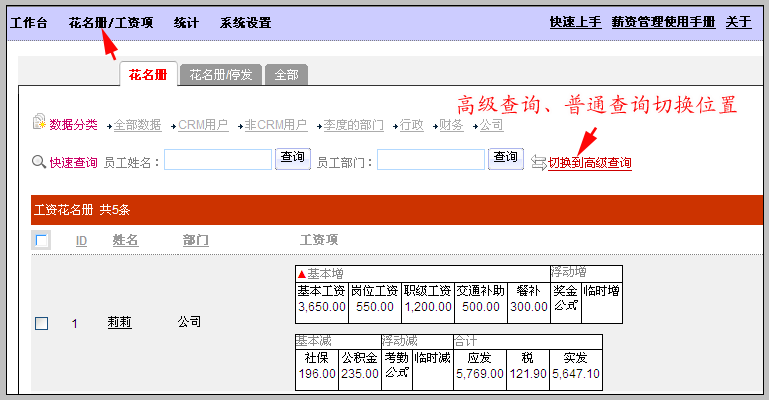 工作台 花名册/工资项 统计 系统设置 快速上手 薪资管理使用手册 关于
花名册 花名册/停发 全部
高级查询、普通查询切换位置
数据分类 全部数据 CRM用户 非CRM用户 李度的部门 行政 财务 公司
快速查询 员工姓名： 查询 员工部门： 查询 切换到高级查询
工资花名册 共5条
ID 姓名 部门 工资项
▲基本增 浮动增
基本工资 岗位工资 职级工资 交通补助 餐补 奖金 临时增
3,650.00 550.00 1,200.00 500.00 300.00 公式
1 莉莉 公司
基本减 浮动减 合计
社保 公积金 考勤 临时减 应发 税 实发
196.00 235.00 公式 5,769.00 121.90 5,647.10